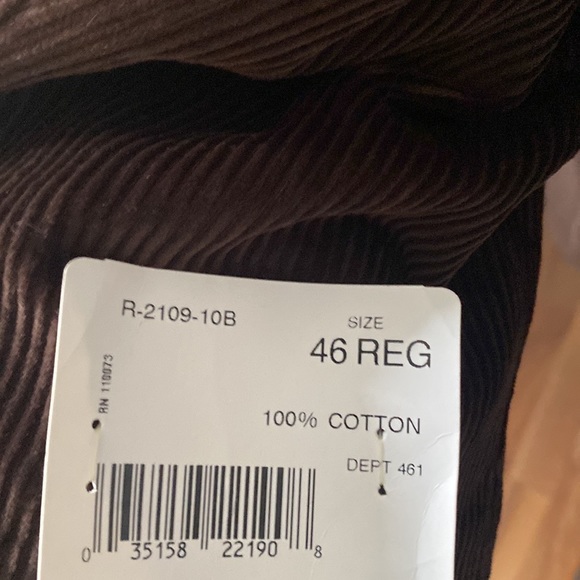 R-2109-10B
SIZE
46 REG
RN 110073
100% COTTON
DEPT 461
0 35158 22190 8